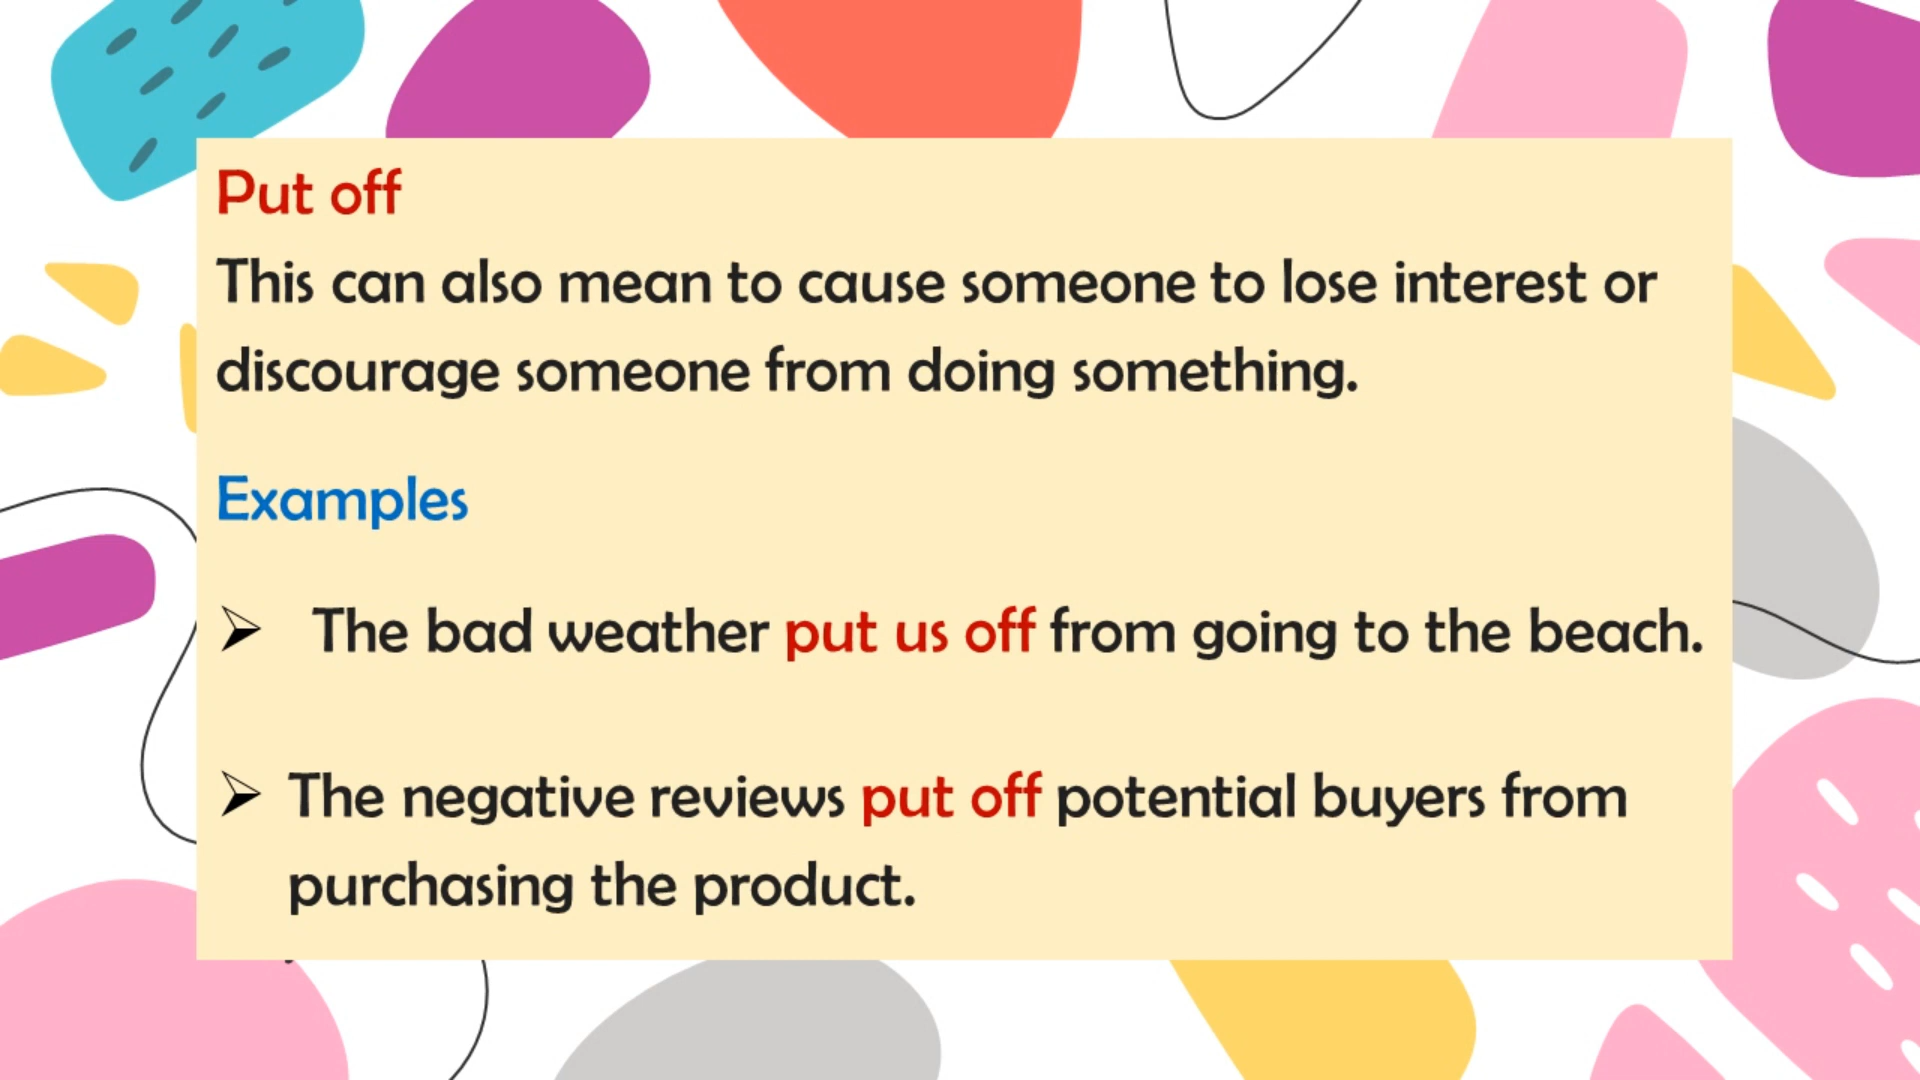 Put off
This can also mean to cause someone to lose interest or
discourage someone from doing something.
Examples
➢ The bad weather put us off from going to the beach.
➢ The negative reviews put off potential buyers from
purchasing the product.